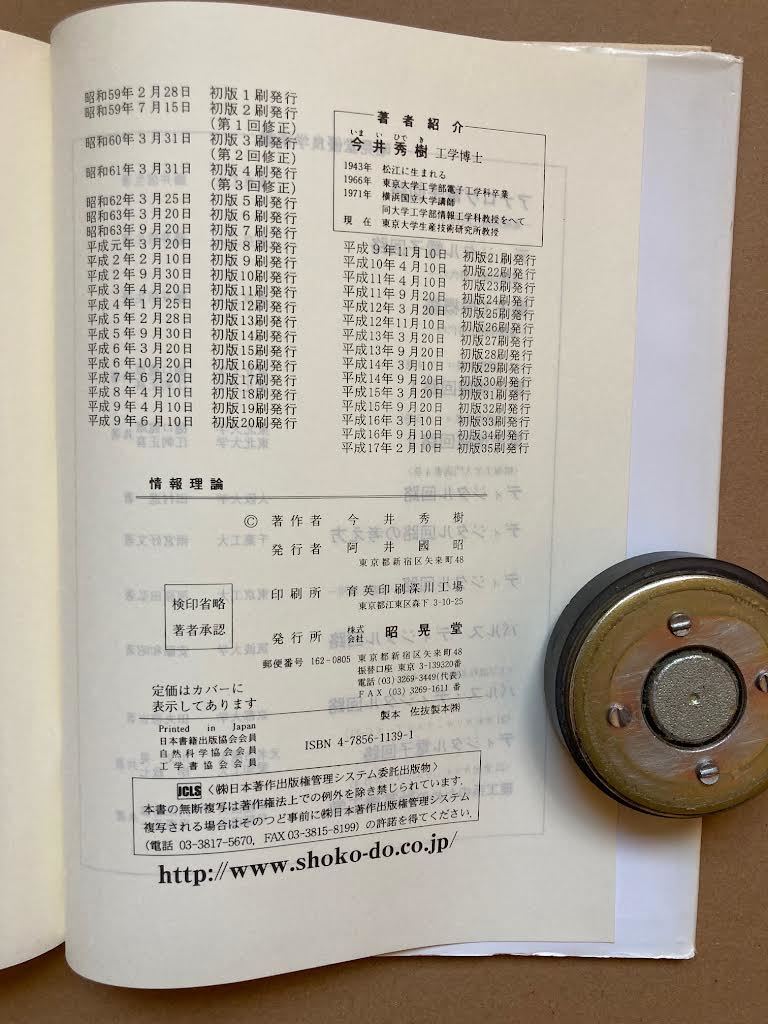 昭和59年2月28日 初版1刷発行
昭和59年7月15日 初版2刷発行
(第1回修正)
昭和60年3月31日 初版3刷発行
(第2回修正)
昭和61年3月31日 初版4刷発行
(第3回修正)
昭和62年3月25日 初版5刷発行
昭和63年3月20日 初版6刷発行
昭和63年9月20日 初版7刷発行
平成元年3月20日 初版8刷発行
平成2年2月10日 初版9刷発行
平成2年9月30日 初版10刷発行
平成3年4月20日 初版11刷発行
平成4年1月25日 初版12刷発行
平成5年2月28日 初版13刷発行
平成5年9月30日 初版14刷発行
平成6年3月20日 初版15刷発行
平成6年10月20日 初版16刷発行
平成7年6月20日 初版17刷発行
平成8年4月10日 初版18刷発行
平成9年4月10日 初版19刷発行
平成9年6月10日 初版20刷発行
著者紹介
いま い ひで き
今井秀樹 工学博士
1943年 松江に生まれる
1966年 東京大学工学部電子工学科卒業
1971年 横浜国立大学講師
同大学工学部情報工学科教授をへて
現在 東京大学生産技術研究所教授
平成9年11月10日 初版21刷発行
平成10年4月10日 初版22刷発行
平成11年4月10日 初版23刷発行
平成11年9月20日 初版24刷発行
平成12年3月20日 初版25刷発行
平成12年11月10日 初版26刷発行
平成13年3月20日 初版27刷発行
平成13年9月20日 初版28刷発行
平成14年3月10日 初版29刷発行
平成14年9月20日 初版30刷発行
平成15年3月20日 初版31刷発行
平成15年9月20日 初版32刷発行
平成16年3月10日 初版33刷発行
平成16年9月10日 初版34刷発行
平成17年2月10日 初版35刷発行
情報理論
Ⓒ 著作者 今井秀樹
発行者 阿井國昭
東京都新宿区矢来町48
印刷所 育英印刷深川工場
東京都江東区森下3-10-25
検印省略
著者承認
発行所 株式会社 昭晃堂
郵便番号 162-0805 東京都新宿区矢来町48
振替口座 東京 3-139320番
電話 (03) 3269-3449(代表)
FAX (03) 3269-1611 番
定価はカバーに
表示してあります
製本 佐抜製本㈱
Printed in Japan
日本書籍出版協会会員
自然科学協会会員
工学書協会会員
ISBN 4-7856-1139-1
JCLS 〈㈱日本著作出版権管理システム委託出版物〉
本書の無断複写は著作権法上での例外を除き禁じられています.
複写される場合はそのつど事前に㈱日本著作出版権管理システム
(電話 03-3817-5670, FAX 03-3815-8199) の許諾を得てください.
http://www.shoko-do.co.jp/